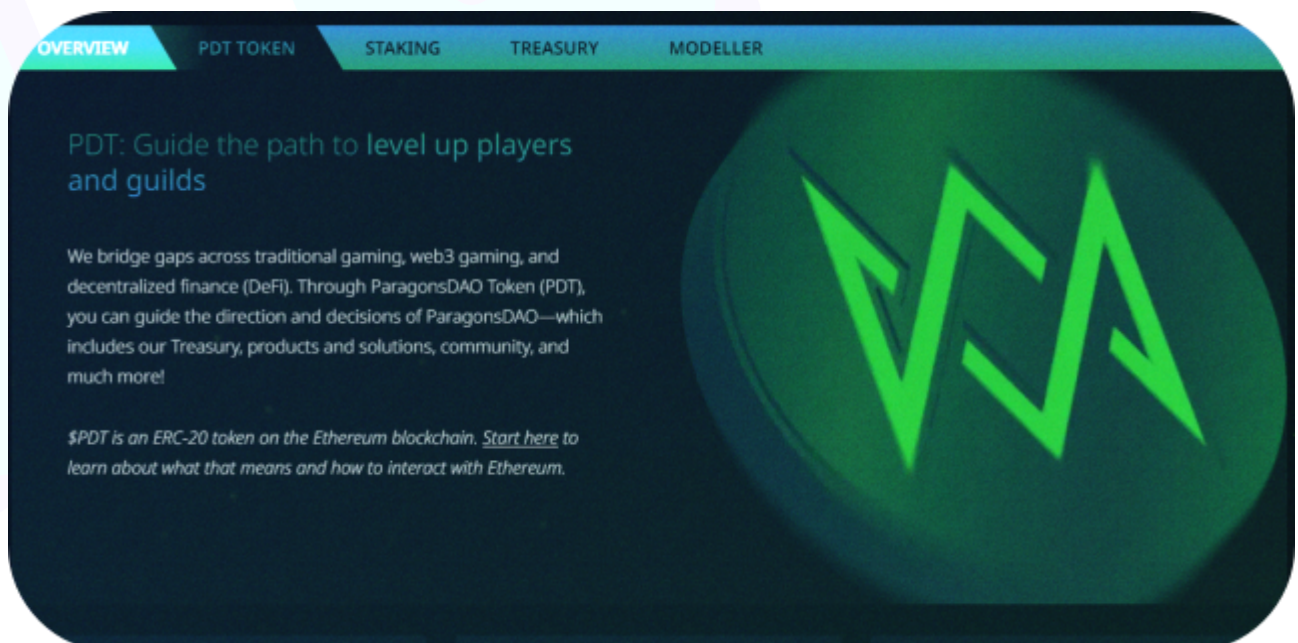 OVERVIEW PDT TOKEN STAKING TREASURY MODELLER
PDT: Guide the path to level up players
and guilds
We bridge gaps across traditional gaming, web3 gaming, and
decentralized finance (DeFi). Through ParagonsDAO Token (PDT),
you can guide the direction and decisions of ParagonsDAO—which
includes our Treasury, products and solutions, community, and
much more!
$PDT is an ERC-20 token on the Ethereum blockchain. Start here to
learn about what that means and how to interact with Ethereum.